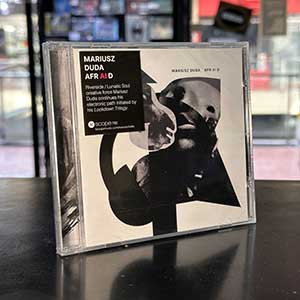 MARIUSZ
DUDA
AFR AI D
Riverside / Lunatic Soul
creative force Mariusz
Duda continues his
electronic path initiated by
his Lockdown Trilogy.
kscope
MARIUSZ DUDA AFR AI D